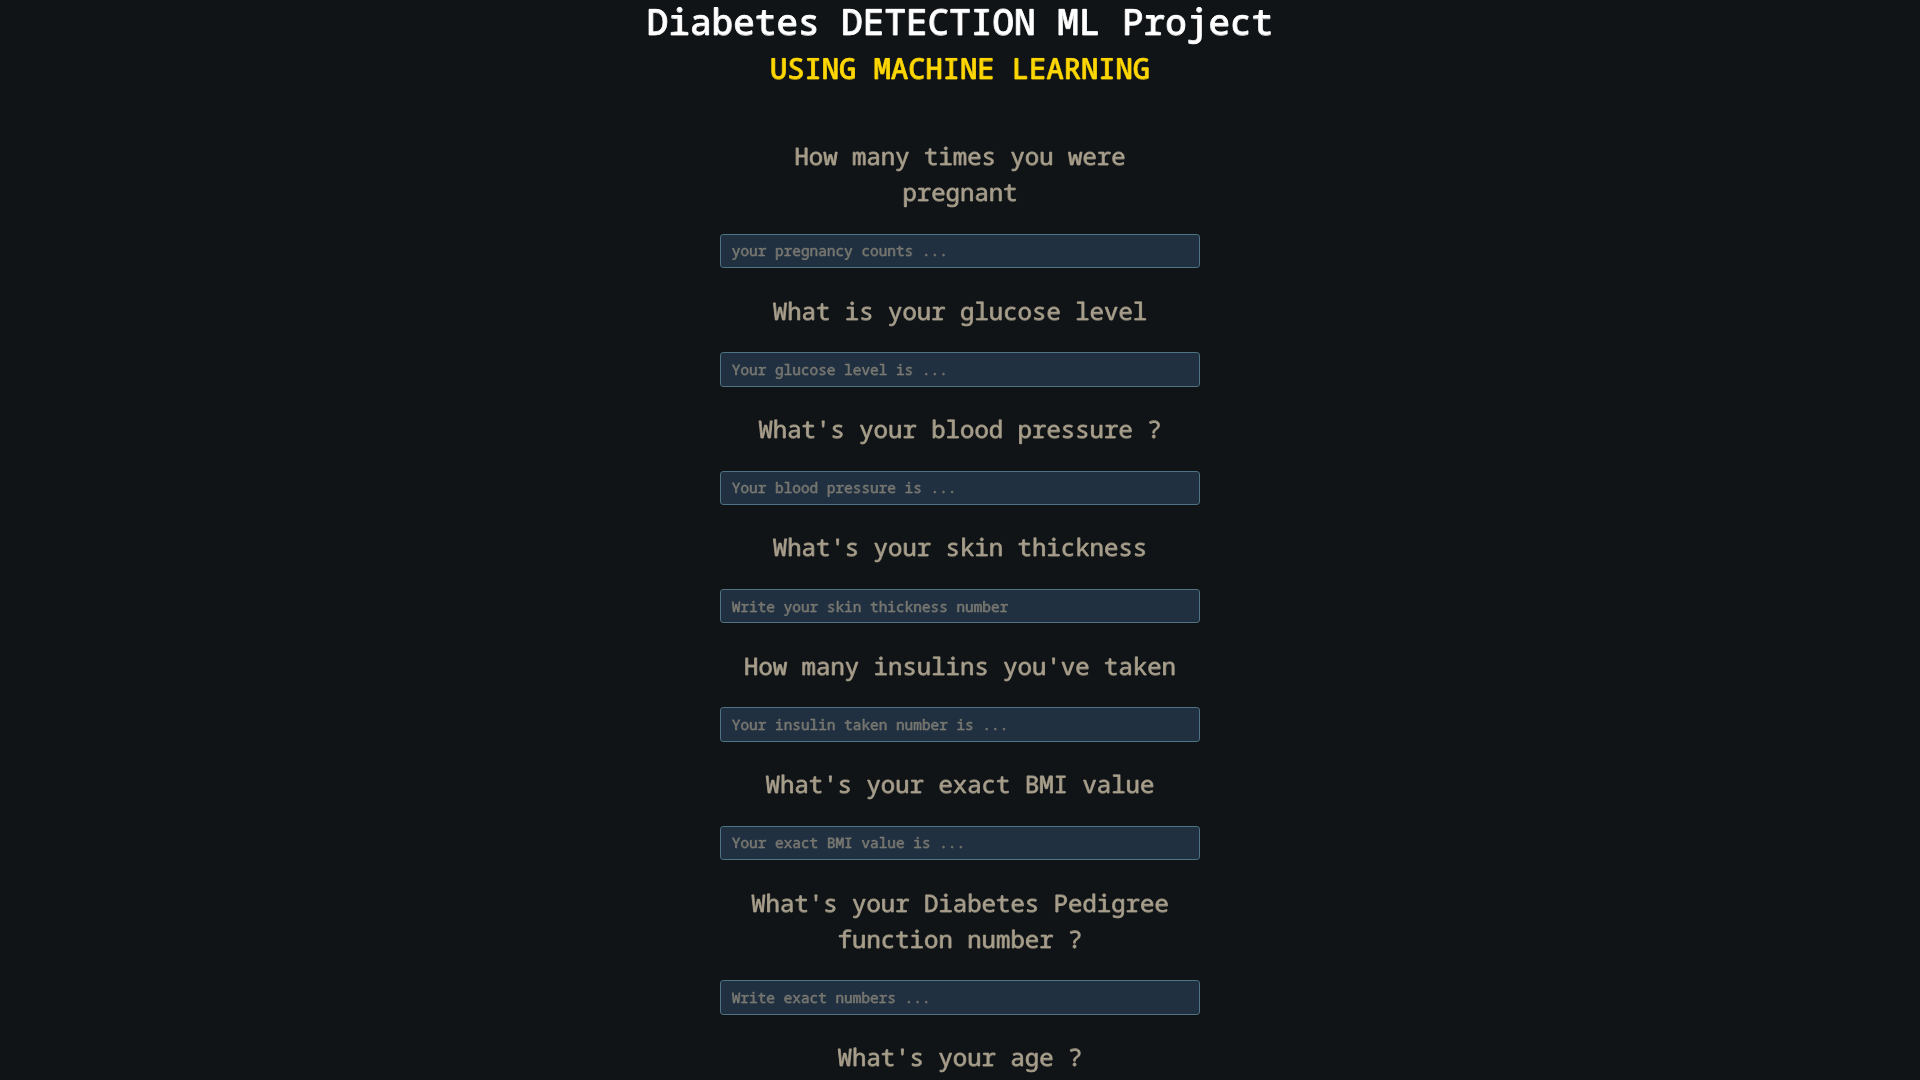 Diabetes DETECTION ML Project
USING MACHINE LEARNING
How many times you were
pregnant
your pregnancy counts ...
What is your glucose level
Your glucose level is ...
What's your blood pressure ?
Your blood pressure is ...
What's your skin thickness
Write your skin thickness number
How many insulins you've taken
Your insulin taken number is ...
What's your exact BMI value
Your exact BMI value is ...
What's your Diabetes Pedigree
function number ?
Write exact numbers ...
What's your age ?